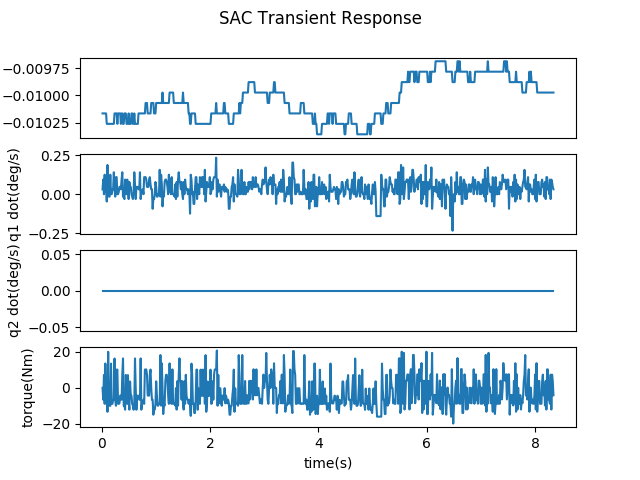 SAC Transient Response
−0.00975
−0.01000
−0.01025
0.25
0.00
−0.25
q1 dot(deg/s)
0.05
0.00
−0.05
q2 dot(deg/s)
20
0
−20
torque(Nm)
0 2 4 6 8
time(s)